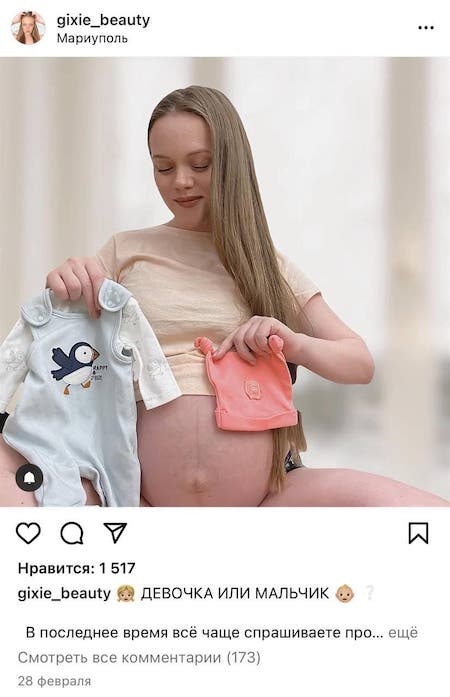 gixie_beauty
Мариуполь
HAPPY
Нравится: 1 517
gixie_beauty 👧🏼 ДЕВОЧКА ИЛИ МАЛЬЧИК 👶🏼 ❔
В последнее время всё чаще спрашиваете про... ещё
Смотреть все комментарии (173)
28 февраля